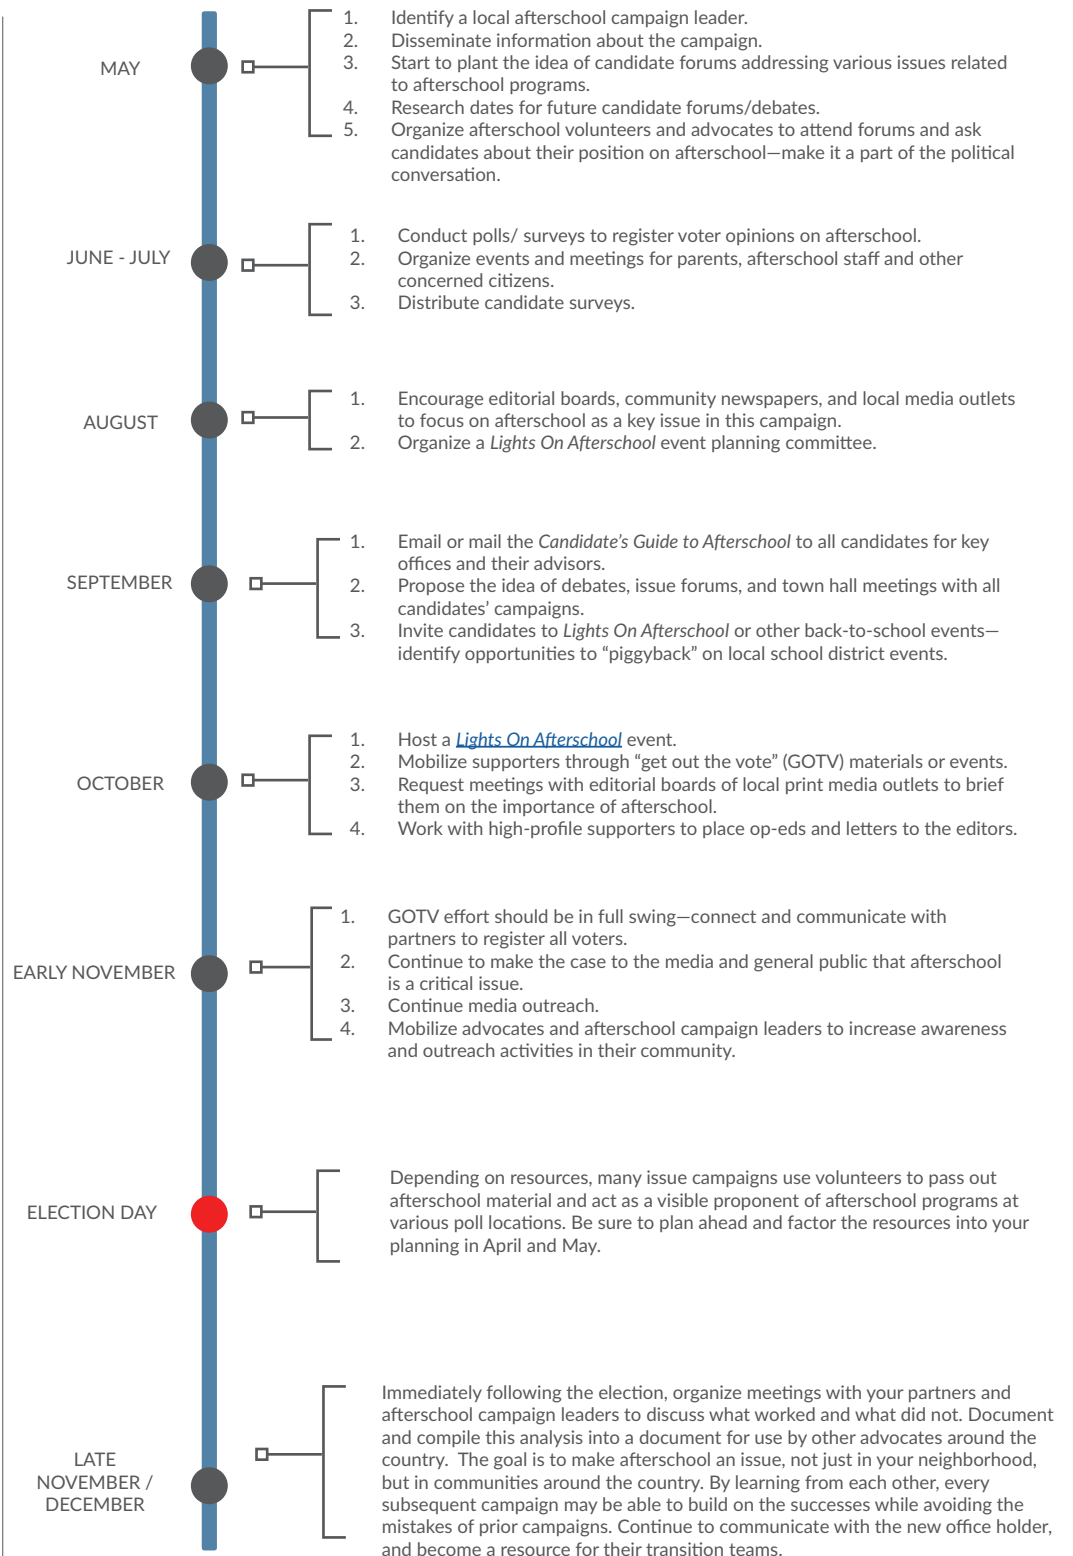 MAY
1. Identify a local afterschool campaign leader.
2. Disseminate information about the campaign.
3. Start to plant the idea of candidate forums addressing various issues related
to afterschool programs.
4. Research dates for future candidate forums/debates.
5. Organize afterschool volunteers and advocates to attend forums and ask
candidates about their position on afterschool—make it a part of the political
conversation.
JUNE - JULY
1. Conduct polls/ surveys to register voter opinions on afterschool.
2. Organize events and meetings for parents, afterschool staff and other
concerned citizens.
3. Distribute candidate surveys.
AUGUST
1. Encourage editorial boards, community newspapers, and local media outlets
to focus on afterschool as a key issue in this campaign.
2. Organize a Lights On Afterschool event planning committee.
SEPTEMBER
1. Email or mail the Candidate's Guide to Afterschool to all candidates for key
offices and their advisors.
2. Propose the idea of debates, issue forums, and town hall meetings with all
candidates' campaigns.
3. Invite candidates to Lights On Afterschool or other back-to-school events—
identify opportunities to “piggyback” on local school district events.
OCTOBER
1. Host a Lights On Afterschool event.
2. Mobilize supporters through “get out the vote” (GOTV) materials or events.
3. Request meetings with editorial boards of local print media outlets to brief
them on the importance of afterschool.
4. Work with high-profile supporters to place op-eds and letters to the editors.
EARLY NOVEMBER
1. GOTV effort should be in full swing—connect and communicate with
partners to register all voters.
2. Continue to make the case to the media and general public that afterschool
is a critical issue.
3. Continue media outreach.
4. Mobilize advocates and afterschool campaign leaders to increase awareness
and outreach activities in their community.
ELECTION DAY
Depending on resources, many issue campaigns use volunteers to pass out
afterschool material and act as a visible proponent of afterschool programs at
various poll locations. Be sure to plan ahead and factor the resources into your
planning in April and May.
LATE
NOVEMBER /
DECEMBER
Immediately following the election, organize meetings with your partners and
afterschool campaign leaders to discuss what worked and what did not. Document
and compile this analysis into a document for use by other advocates around the
country. The goal is to make afterschool an issue, not just in your neighborhood,
but in communities around the country. By learning from each other, every
subsequent campaign may be able to build on the successes while avoiding the
mistakes of prior campaigns. Continue to communicate with the new office holder,
and become a resource for their transition teams.